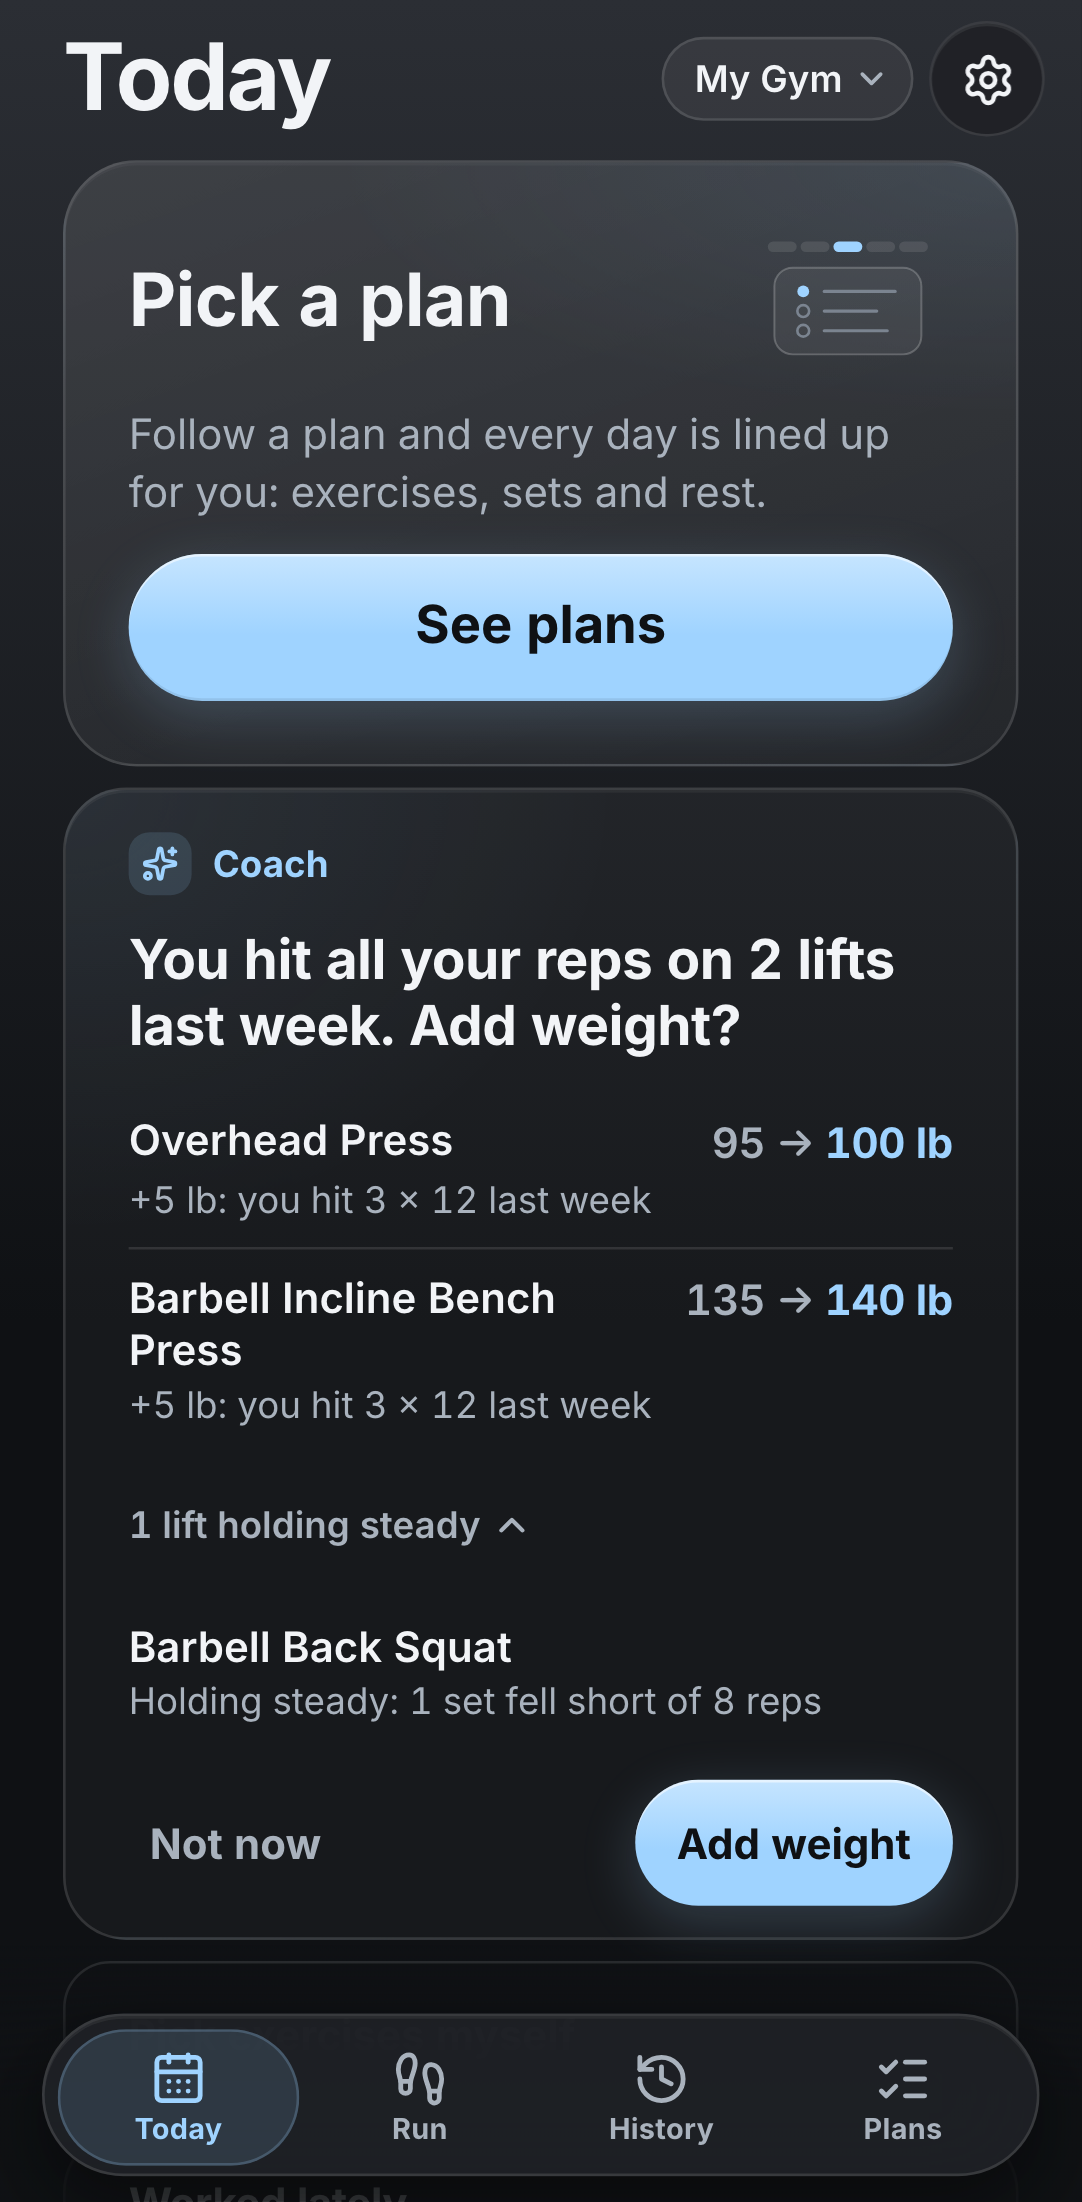 Today
My Gym
Pick a plan
Follow a plan and every day is lined up
for you: exercises, sets and rest.
See plans
Coach
You hit all your reps on 2 lifts
last week. Add weight?
Overhead Press
95 → 100 lb
+5 lb: you hit 3 × 12 last week
Barbell Incline Bench
Press
135 → 140 lb
+5 lb: you hit 3 × 12 last week
1 lift holding steady
Barbell Back Squat
Holding steady: 1 set fell short of 8 reps
Not now
Add weight
exercises myself
Today
Run
History
Plans
Worked lately